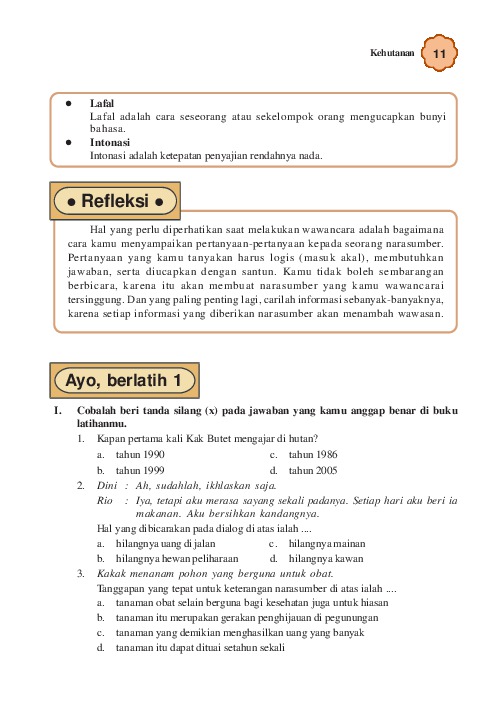 Kehutanan 11
● Lafal
Lafal adalah cara seseorang atau sekelompok orang mengucapkan bunyi
bahasa.
● Intonasi
Intonasi adalah ketepatan penyajian rendahnya nada.
● Refleksi ●
Hal yang perlu diperhatikan saat melakukan wawancara adalah bagaimana
cara kamu menyampaikan pertanyaan-pertanyaan kepada seorang narasumber.
Pertanyaan yang kamu tanyakan harus logis (masuk akal), membutuhkan
jawaban, serta diucapkan dengan santun. Kamu tidak boleh sembarangan
berbicara, karena itu akan membuat narasumber yang kamu wawancarai
tersinggung. Dan yang paling penting lagi, carilah informasi sebanyak-banyaknya,
karena setiap informasi yang diberikan narasumber akan menambah wawasan.
Ayo, berlatih 1
I. Cobalah beri tanda silang (x) pada jawaban yang kamu anggap benar di buku
latihanmu.
1. Kapan pertama kali Kak Butet mengajar di hutan?
a. tahun 1990 c. tahun 1986
b. tahun 1999 d. tahun 2005
2. Dini : Ah, sudahlah, ikhlaskan saja.
Rio : Iya, tetapi aku merasa sayang sekali padanya. Setiap hari aku beri ia
makanan. Aku bersihkan kandangnya.
Hal yang dibicarakan pada dialog di atas ialah ....
a. hilangnya uang di jalan c. hilangnya mainan
b. hilangnya hewan peliharaan d. hilangnya kawan
3. Kakak menanam pohon yang berguna untuk obat.
Tanggapan yang tepat untuk keterangan narasumber di atas ialah ....
a. tanaman obat selain berguna bagi kesehatan juga untuk hiasan
b. tanaman itu merupakan gerakan penghijauan di pegunungan
c. tanaman yang demikian menghasilkan uang yang banyak
d. tanaman itu dapat dituai setahun sekali